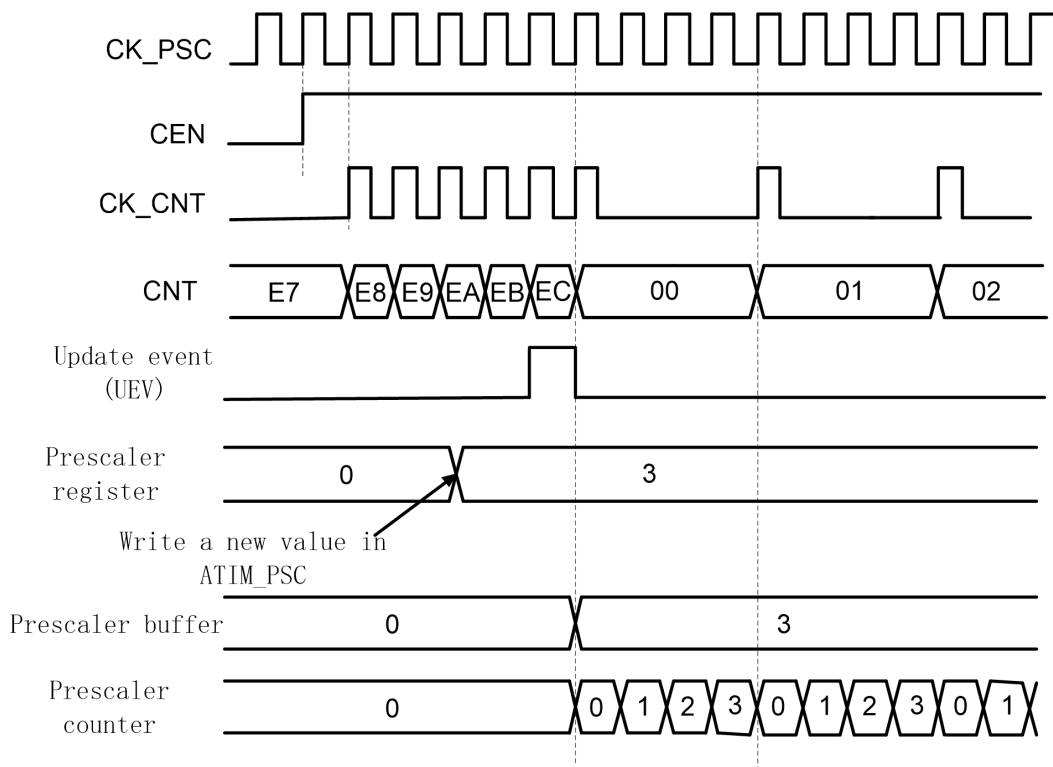 CK_PSC
CEN
CK_CNT
CNT E7 E8 E9 EA EB EC 00 01 02
Update event
(UEV)
Prescaler
register
0 3
Write a new value in
ATIM_PSC
Prescaler buffer 0 3
Prescaler
counter
0 0 1 2 3 0 1 2 3 0 1